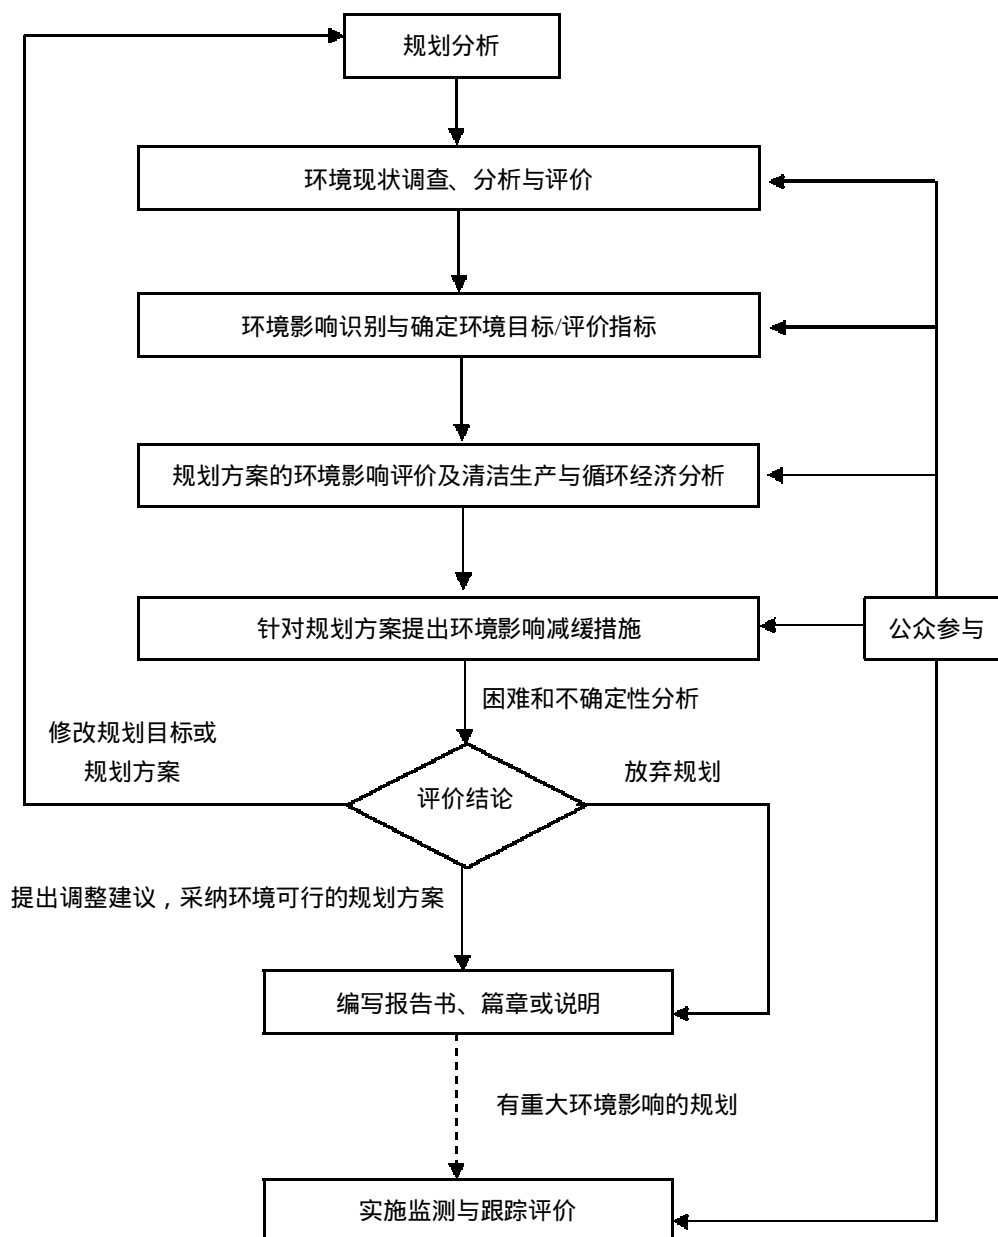 规划分析
环境现状调查、分析与评价
环境影响识别与确定环境目标/评价指标
规划方案的环境影响评价及清洁生产与循环经济分析
针对规划方案提出环境影响减缓措施
公众参与
困难和不确定性分析
修改规划目标或
规划方案
放弃规划
评价结论
提出调整建议，采纳环境可行的规划方案
编写报告书、篇章或说明
有重大环境影响的规划
实施监测与跟踪评价